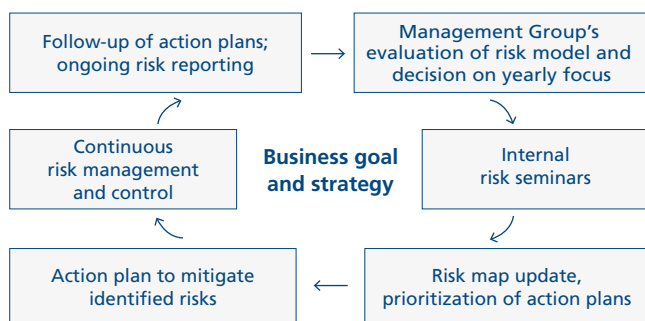 Follow-up of action plans;
ongoing risk reporting
Management Group's
evaluation of risk model and
decision on yearly focus
Continuous
risk management
and control
Business goal
and strategy
Internal
risk seminars
Action plan to mitigate
identified risks
Risk map update,
prioritization of action plans